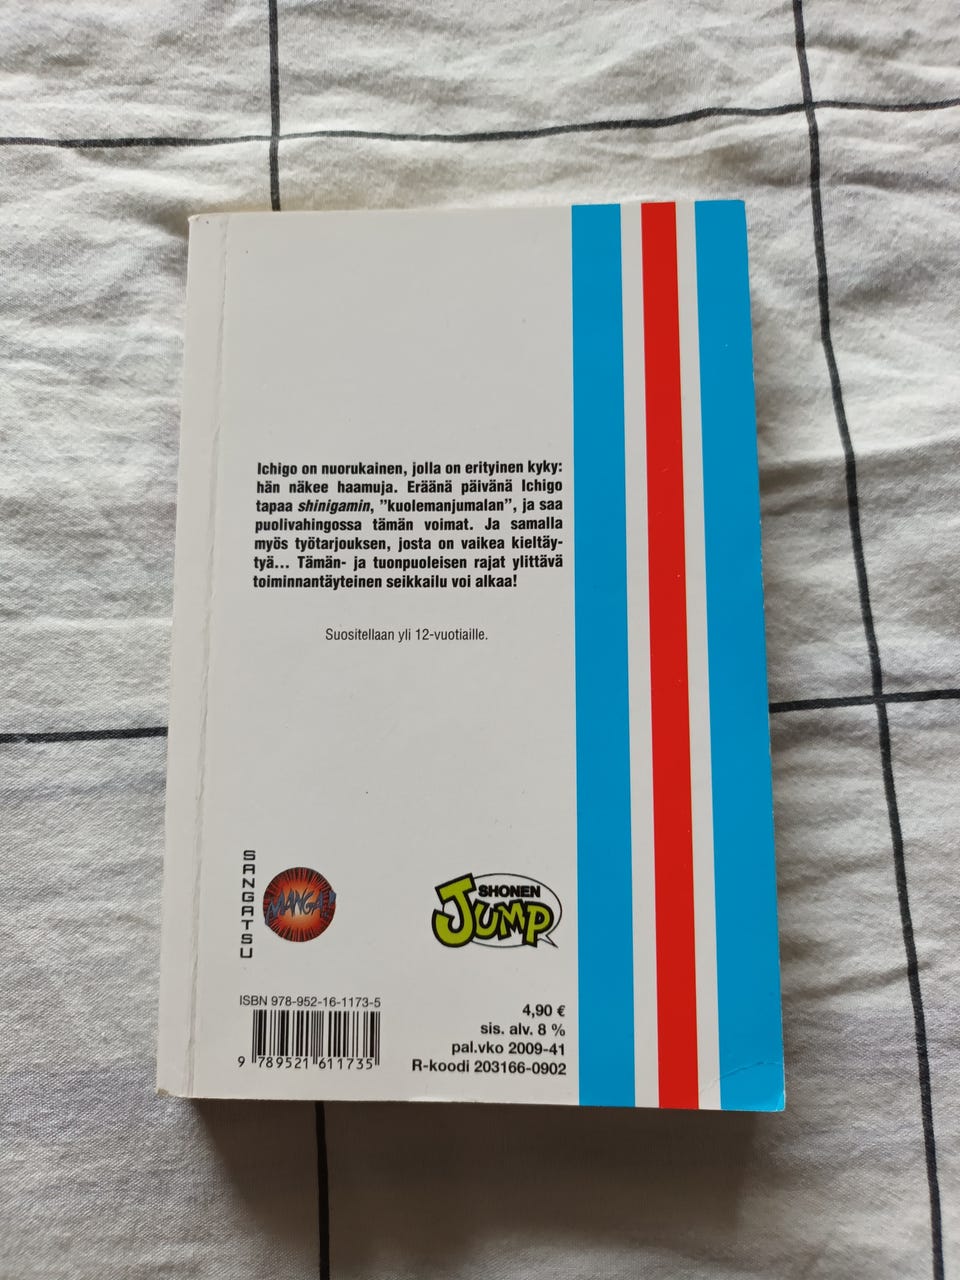 Ichigo on nuorukainen, jolla on erityinen kyky:
hän näkee haamuja. Eräänä päivänä Ichigo
tapaa shinigamin, ”kuolemanjumalan”, ja saa
puolivahingossa tämän voimat. Ja samalla
myös työtarjouksen, josta on vaikea kieltäy-
tyä... Tämän- ja tuonpuoleisen rajat ylittävä
toiminnantäyteinen seikkailu voi alkaa!
Suositellaan yli 12-vuotiaille.
SANGATSU
MANGA!
SHONEN
JUMP
ISBN 978-952-16-1173-5
9 789521 611735
4,90 €
sis. alv. 8 %
pal.vko 2009-41
R-koodi 203166-0902